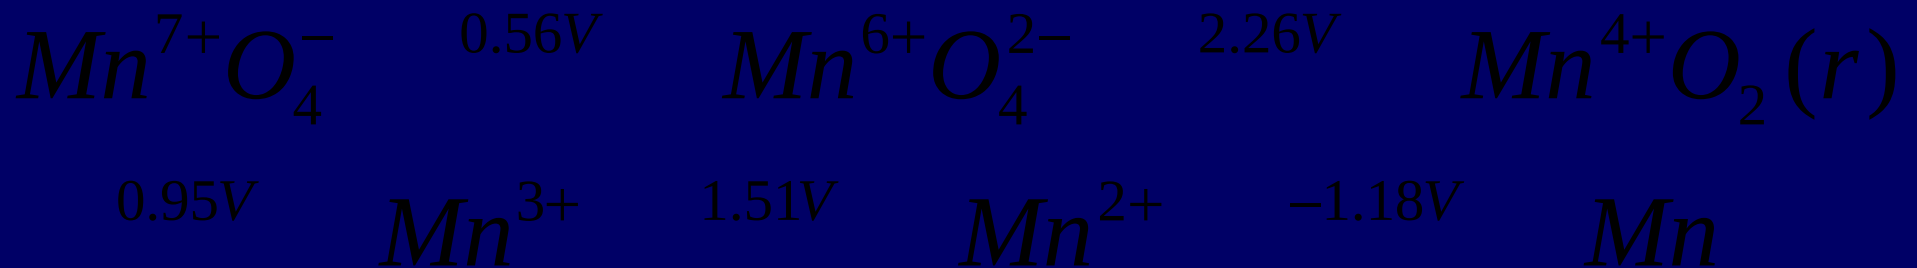 Mn⁷⁺O₄⁻ 0.56V Mn⁶⁺O₄²⁻ 2.26V Mn⁴⁺O₂ (r)
0.95V Mn³⁺ 1.51V Mn²⁺ −1.18V Mn